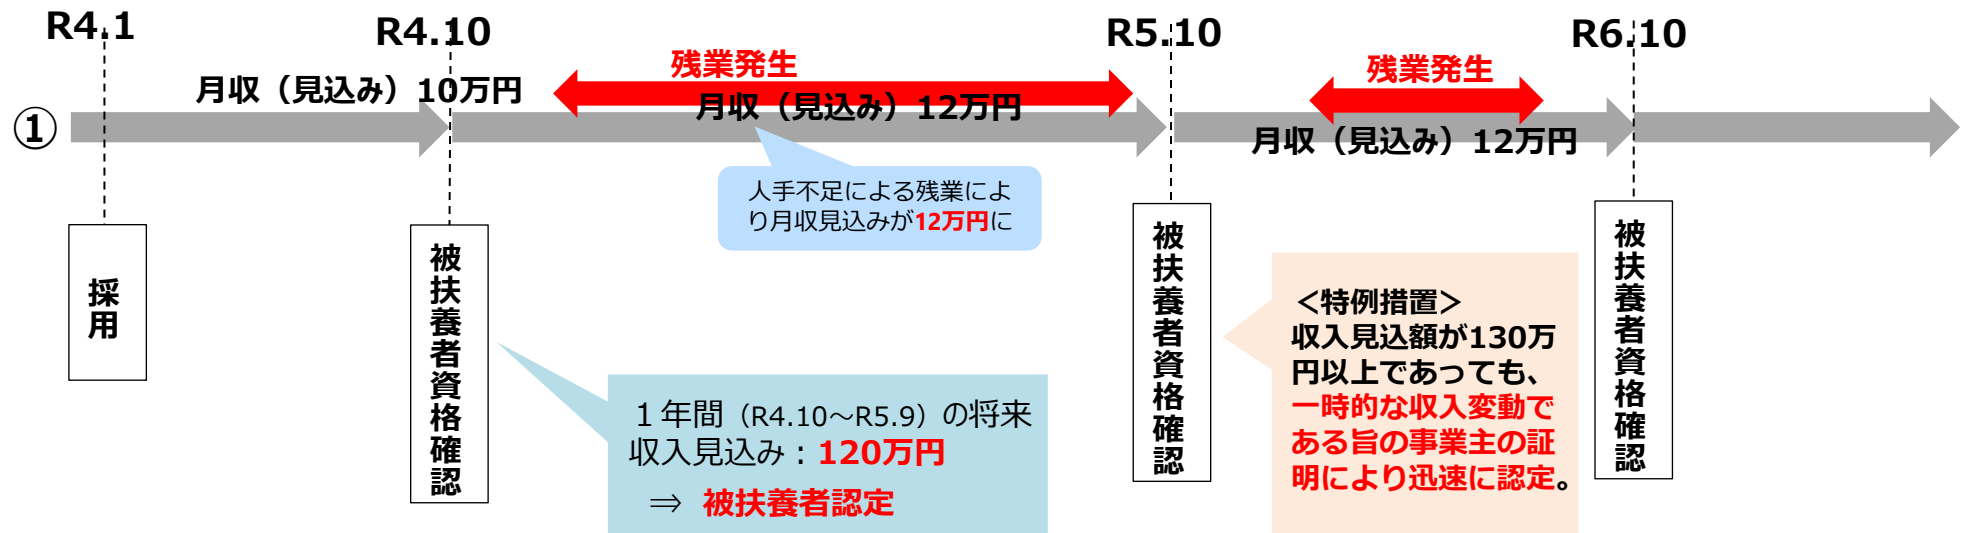 R4.1
R4.10
R5.10
R6.10
残業発生
残業発生
月収（見込み）10万円
月収（見込み）12万円
月収（見込み）12万円
①
人手不足による残業によ
り月収見込みが12万円に
採用
被扶養者資格確認
被扶養者資格確認
被扶養者資格確認
１年間（R4.10～R5.9）の将来
収入見込み：120万円
⇒ 被扶養者認定
＜特例措置＞
収入見込額が130万
円以上であっても、
一時的な収入変動で
ある旨の事業主の証
明により迅速に認定。